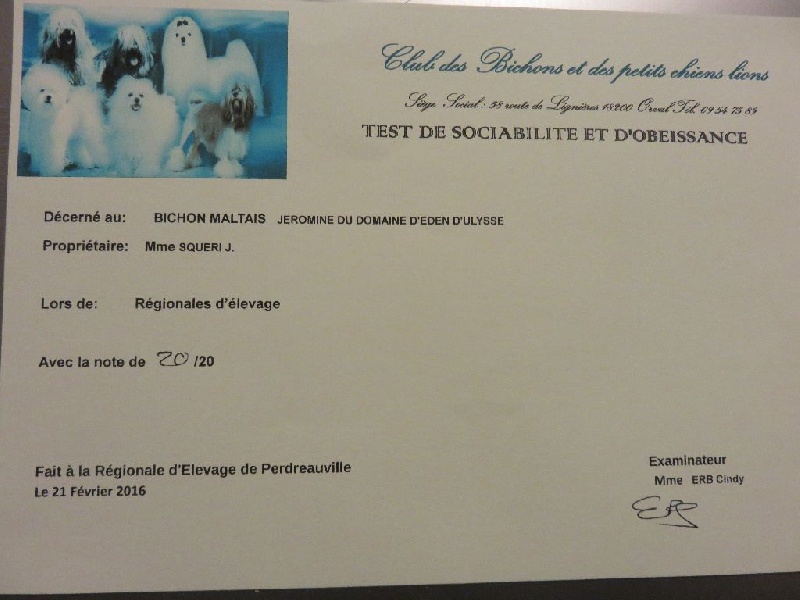 Club des Bichons et des petits chiens lions
Siège Social : 58 route de Lignières 18200 Orval Tél. 09 54 75 85
TEST DE SOCIABILITE ET D'OBEISSANCE
Décerné au: BICHON MALTAIS JEROMINE DU DOMAINE D'EDEN D'ULYSSE
Propriétaire: Mme SQUERI J.
Lors de: Régionales d'élevage
Avec la note de 20 /20
Fait à la Régionale d'Elevage de Perdreauville
Le 21 Février 2016
Examinateur
Mme ERB Cindy
ERB